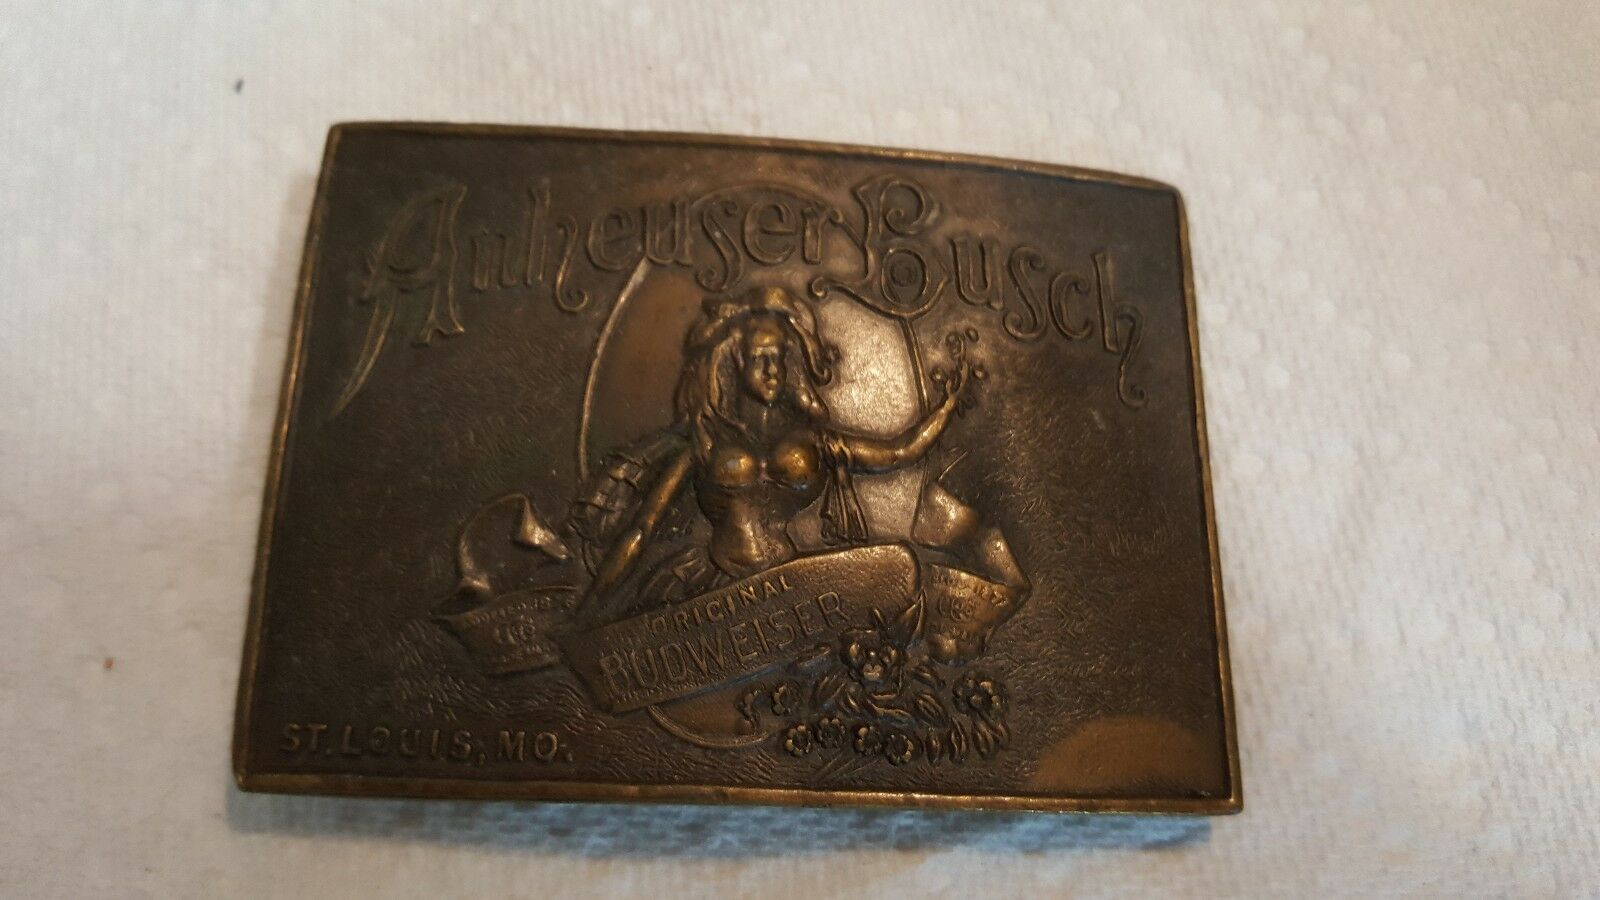 Anheuser Busch
ORIGINAL
BUDWEISER
ST. LOUIS, MO.